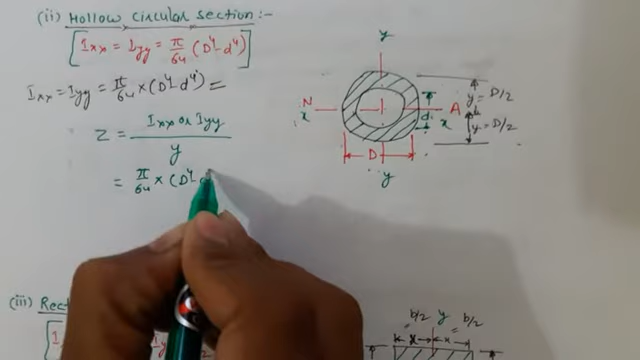 (ii) Hollow circular section :-
[Ixx = Iyy = π/64 (D⁴-d⁴)]
Ixx = Iyy = π/64 × (D⁴-d⁴) =
Z = Ixx or Iyy / y
= π/64 × (D⁴-
y
N
x
A
x
d
y = D/2
y = D/2
D
y
(iii) Rect
b/2 y b/2
x x